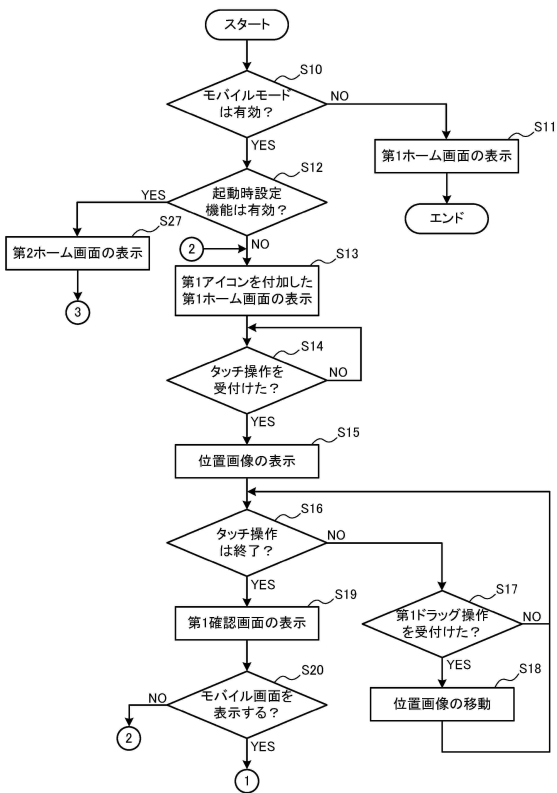 スタート
S10
モバイルモード
は有効？
NO
YES
S11
第1ホーム画面の表示
エンド
S12
起動時設定
機能は有効？
YES
NO
S27
第2ホーム画面の表示
3
2
S13
第1アイコンを付加した
第1ホーム画面の表示
S14
タッチ操作を
受付けた？
NO
YES
S15
位置画像の表示
S16
タッチ操作
は終了？
NO
YES
S17
第1ドラッグ操作
を受付けた？
NO
YES
S18
位置画像の移動
S19
第1確認画面の表示
S20
モバイル画面を
表示する？
NO
YES
2
1